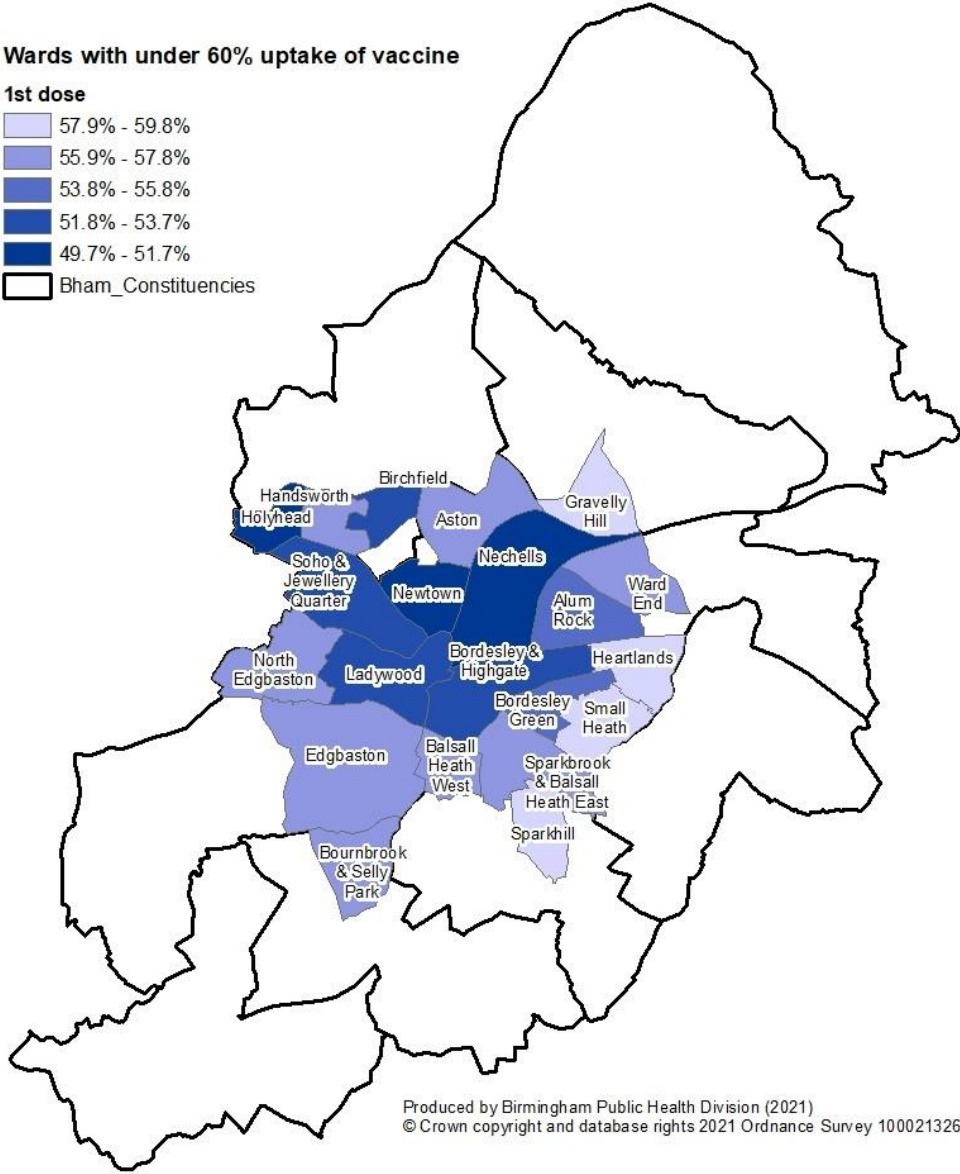 Wards with under 60% uptake of vaccine
1st dose
57.9% - 59.8%
55.9% - 57.8%
53.8% - 55.8%
51.8% - 53.7%
49.7% - 51.7%
Bham_Constituencies
Birchfield
Handsworth
Holyhead
Aston
Gravelly
Hill
Nechells
Soho &
Jewellery
Quarter
Newtown
Alum
Rock
Ward
End
North
Edgbaston
Ladywood
Bordesley &
Highgate
Heartlands
Bordesley
Green
Small
Heath
Edgbaston
Balsall
Heath
West
Sparkbrook
& Balsall
Heath East
Sparkhill
Bournbrook
& Selly
Park
Produced by Birmingham Public Health Division (2021)
© Crown copyright and database rights 2021 Ordnance Survey 100021326